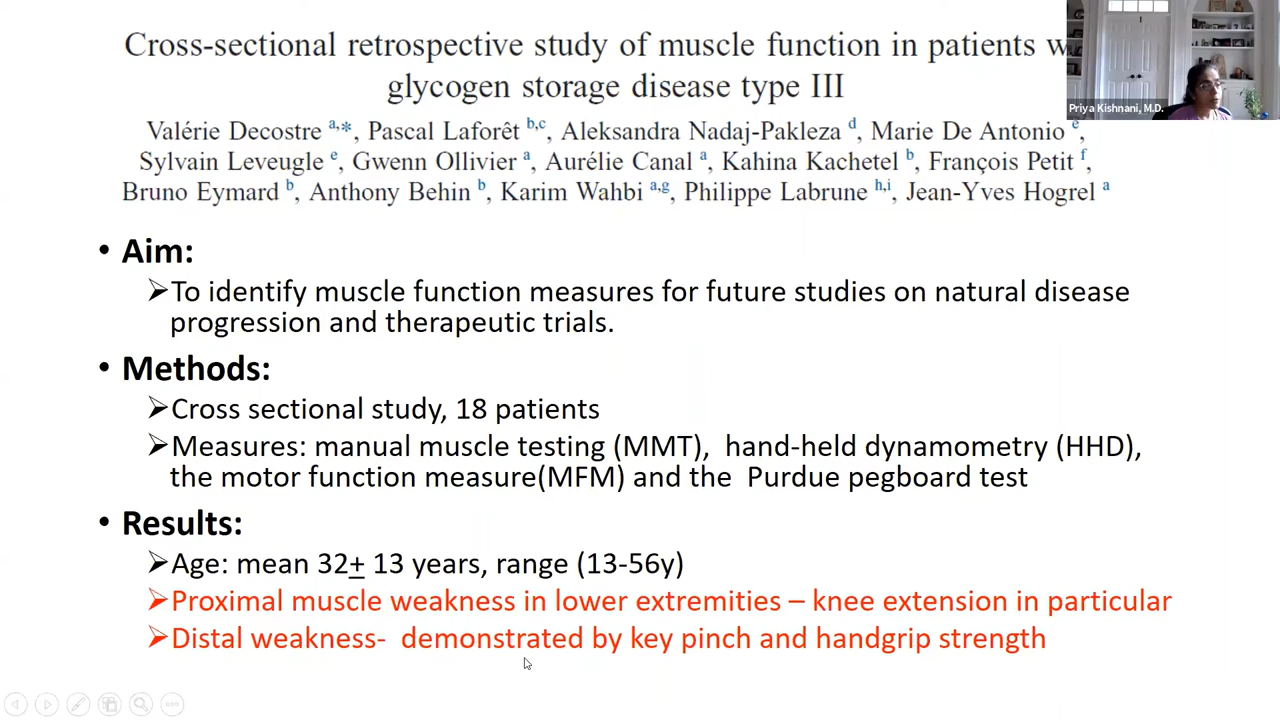 Cross-sectional retrospective study of muscle function in patients w
glycogen storage disease type III
Priya Kishnani, M.D.
Valérie Decostre a,*, Pascal Laforêt b,c, Aleksandra Nadaj-Pakleza d, Marie De Antonio e,
Sylvain Leveugle e, Gwenn Ollivier a, Aurélie Canal a, Kahina Kachetel b, François Petit f,
Bruno Eymard b, Anthony Behin b, Karim Wahbi a,g, Philippe Labrune h,i, Jean-Yves Hogrel a
• Aim:
➢To identify muscle function measures for future studies on natural disease
progression and therapeutic trials.
• Methods:
➢Cross sectional study, 18 patients
➢Measures: manual muscle testing (MMT), hand-held dynamometry (HHD),
the motor function measure(MFM) and the Purdue pegboard test
• Results:
➢Age: mean 32± 13 years, range (13-56y)
➢Proximal muscle weakness in lower extremities – knee extension in particular
➢Distal weakness- demonstrated by key pinch and handgrip strength